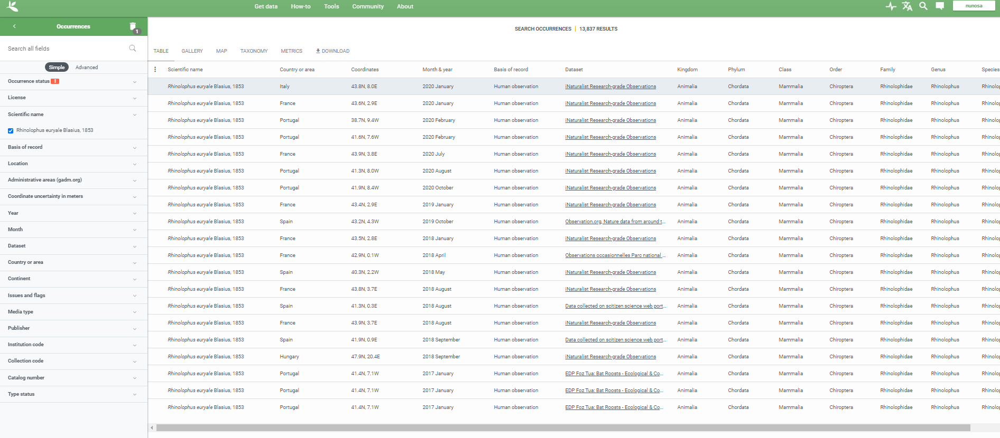 Get data How-to Tools Community About nunosa
Occurrences 1
Search all fields
Simple Advanced
Occurrence status !
License
Scientific name
Rhinolophus euryale Blasius, 1853
Basis of record
Location
Administrative areas (gadm.org)
Coordinate uncertainty in meters
Year
Month
Dataset
Country or area
Continent
Issues and flags
Media type
Publisher
Institution code
Collection code
Catalog number
Type status
SEARCH OCCURRENCES | 13,837 RESULTS
TABLE GALLERY MAP TAXONOMY METRICS DOWNLOAD
Scientific name Country or area Coordinates Month & year Basis of record Dataset Kingdom Phylum Class Order Family Genus Species
Rhinolophus euryale Blasius, 1853 Italy 43.8N, 8.0E 2020 January Human observation iNaturalist Research-grade Observations Animalia Chordata Mammalia Chiroptera Rhinolophidae Rhinolophus Rhinolop
Rhinolophus euryale Blasius, 1853 France 43.6N, 2.9E 2020 January Human observation iNaturalist Research-grade Observations Animalia Chordata Mammalia Chiroptera Rhinolophidae Rhinolophus Rhinolop
Rhinolophus euryale Blasius, 1853 Portugal 38.7N, 9.4W 2020 February Human observation iNaturalist Research-grade Observations Animalia Chordata Mammalia Chiroptera Rhinolophidae Rhinolophus Rhinolop
Rhinolophus euryale Blasius, 1853 Portugal 41.6N, 7.6W 2020 February Human observation iNaturalist Research-grade Observations Animalia Chordata Mammalia Chiroptera Rhinolophidae Rhinolophus Rhinolop
Rhinolophus euryale Blasius, 1853 France 43.9N, 3.8E 2020 July Human observation iNaturalist Research-grade Observations Animalia Chordata Mammalia Chiroptera Rhinolophidae Rhinolophus Rhinolop
Rhinolophus euryale Blasius, 1853 Portugal 41.3N, 8.0W 2020 August Human observation iNaturalist Research-grade Observations Animalia Chordata Mammalia Chiroptera Rhinolophidae Rhinolophus Rhinolop
Rhinolophus euryale Blasius, 1853 Portugal 41.9N, 8.4W 2020 October Human observation iNaturalist Research-grade Observations Animalia Chordata Mammalia Chiroptera Rhinolophidae Rhinolophus Rhinolop
Rhinolophus euryale Blasius, 1853 France 43.4N, 2.9E 2019 January Human observation iNaturalist Research-grade Observations Animalia Chordata Mammalia Chiroptera Rhinolophidae Rhinolophus Rhinolop
Rhinolophus euryale Blasius, 1853 Spain 43.2N, 4.3W 2019 October Human observation Observation.org, Nature data from around t... Animalia Chordata Mammalia Chiroptera Rhinolophidae Rhinolophus Rhinolop
Rhinolophus euryale Blasius, 1853 France 43.5N, 2.8E 2018 January Human observation iNaturalist Research-grade Observations Animalia Chordata Mammalia Chiroptera Rhinolophidae Rhinolophus Rhinolop
Rhinolophus euryale Blasius, 1853 France 42.9N, 0.1W 2018 April Human observation Observations occasionnelles Parc national ... Animalia Chordata Mammalia Chiroptera Rhinolophidae Rhinolophus Rhinolop
Rhinolophus euryale Blasius, 1853 Spain 40.3N, 2.2W 2018 May Human observation iNaturalist Research-grade Observations Animalia Chordata Mammalia Chiroptera Rhinolophidae Rhinolophus Rhinolop
Rhinolophus euryale Blasius, 1853 France 43.8N, 3.7E 2018 August Human observation iNaturalist Research-grade Observations Animalia Chordata Mammalia Chiroptera Rhinolophidae Rhinolophus Rhinolop
Rhinolophus euryale Blasius, 1853 Spain 41.3N, 0.3E 2018 August Human observation Data collected on scitizen science web port... Animalia Chordata Mammalia Chiroptera Rhinolophidae Rhinolophus Rhinolop
Rhinolophus euryale Blasius, 1853 France 43.9N, 3.7E 2018 August Human observation iNaturalist Research-grade Observations Animalia Chordata Mammalia Chiroptera Rhinolophidae Rhinolophus Rhinolop
Rhinolophus euryale Blasius, 1853 Spain 41.9N, 0.9E 2018 September Human observation Data collected on scitizen science web port... Animalia Chordata Mammalia Chiroptera Rhinolophidae Rhinolophus Rhinolop
Rhinolophus euryale Blasius, 1853 Hungary 47.9N, 20.4E 2018 September Human observation iNaturalist Research-grade Observations Animalia Chordata Mammalia Chiroptera Rhinolophidae Rhinolophus Rhinolop
Rhinolophus euryale Blasius, 1853 Portugal 41.4N, 7.1W 2017 January Human observation EDP Foz Tua: Bat Roosts - Ecological & Co... Animalia Chordata Mammalia Chiroptera Rhinolophidae Rhinolophus Rhinolop
Rhinolophus euryale Blasius, 1853 Portugal 41.4N, 7.1W 2017 January Human observation EDP Foz Tua: Bat Roosts - Ecological & Co... Animalia Chordata Mammalia Chiroptera Rhinolophidae Rhinolophus Rhinolop
Rhinolophus euryale Blasius, 1853 Portugal 41.4N, 7.1W 2017 January Human observation EDP Foz Tua: Bat Roosts - Ecological & Co... Animalia Chordata Mammalia Chiroptera Rhinolophidae Rhinolophus Rhinolop